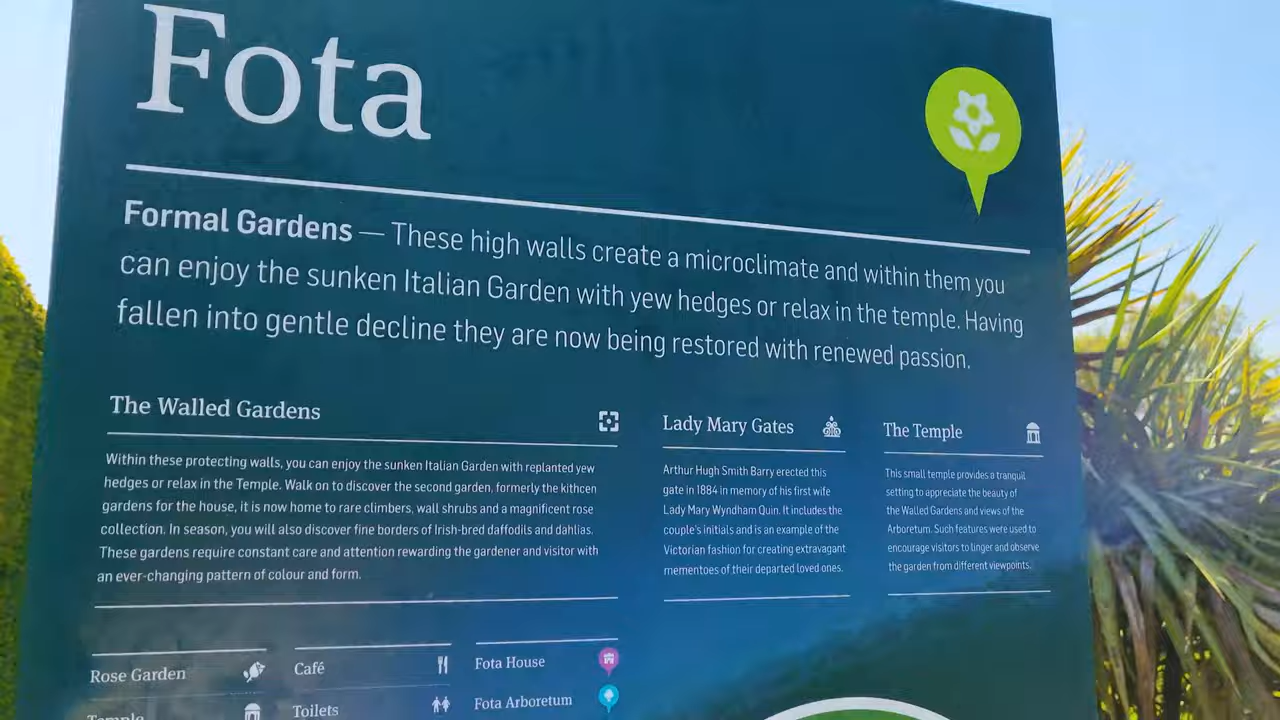 Fota
Formal Gardens — These high walls create a microclimate and within them you
can enjoy the sunken Italian Garden with yew hedges or relax in the temple. Having
fallen into gentle decline they are now being restored with renewed passion.
The Walled Gardens
Within these protecting walls, you can enjoy the sunken Italian Garden with replanted yew
hedges or relax in the Temple. Walk on to discover the second garden, formerly the kithcen
gardens for the house, it is now home to rare climbers, wall shrubs and a magnificent rose
collection. In season, you will also discover fine borders of Irish-bred daffodils and dahlias.
These gardens require constant care and attention rewarding the gardener and visitor with
an ever-changing pattern of colour and form.
Lady Mary Gates
Arthur Hugh Smith Barry erected this
gate in 1884 in memory of his first wife
Lady Mary Wyndham Quin. It includes the
couple's initials and is an example of the
Victorian fashion for creating extravagant
mementoes of their departed loved ones.
The Temple
This small temple provides a tranquil
setting to appreciate the beauty of
the Walled Gardens and views of the
Arboretum. Such features were used to
encourage visitors to linger and observe
the garden from different viewpoints.
Rose Garden
Temple
Café
Toilets
Fota House
Fota Arboretum